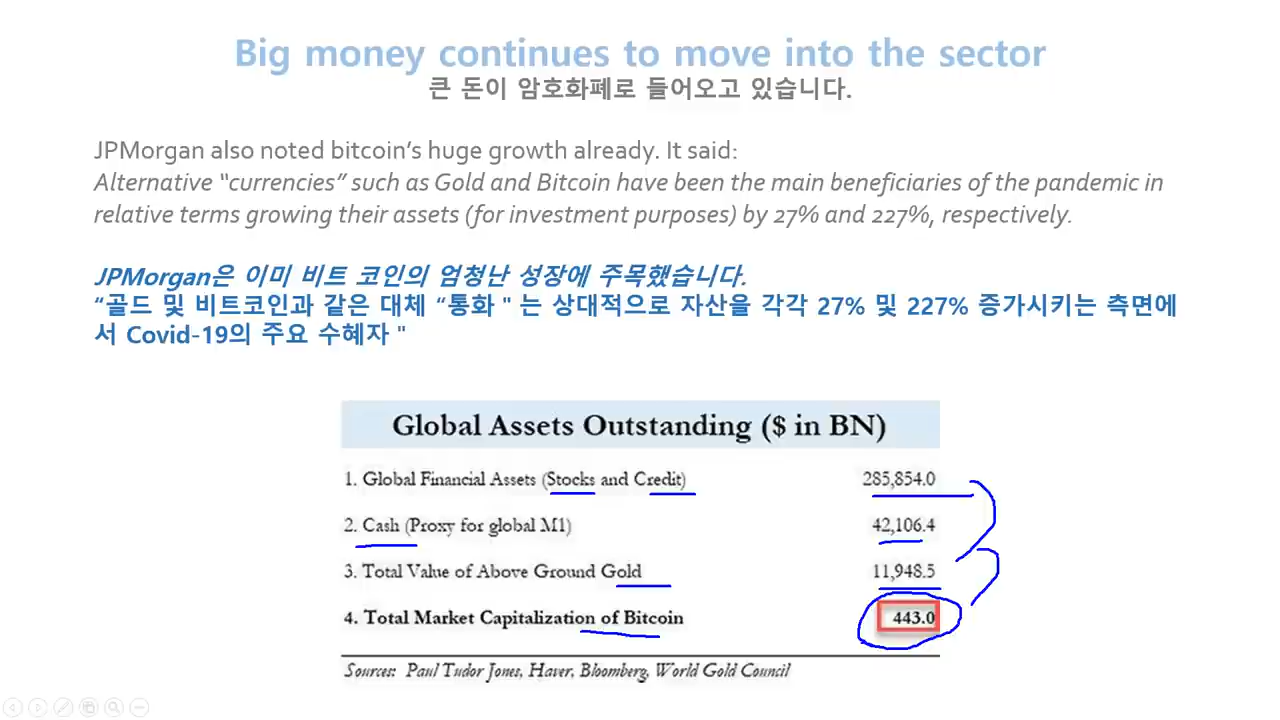 Big money continues to move into the sector
큰 돈이 암호화폐로 들어오고 있습니다.
JPMorgan also noted bitcoin’s huge growth already. It said:
Alternative “currencies” such as Gold and Bitcoin have been the main beneficiaries of the pandemic in
relative terms growing their assets (for investment purposes) by 27% and 227%, respectively.
JPMorgan은 이미 비트 코인의 엄청난 성장에 주목했습니다.
“골드 및 비트코인과 같은 대체 “통화 " 는 상대적으로 자산을 각각 27% 및 227% 증가시키는 측면에
서 Covid-19의 주요 수혜자 "
Global Assets Outstanding ($ in BN)
1. Global Financial Assets (Stocks and Credit) 285,854.0
2. Cash (Proxy for global M1) 42,106.4
3. Total Value of Above Ground Gold 11,948.5
4. Total Market Capitalization of Bitcoin 443.0
Sources: Paul Tudor Jones, Haver, Bloomberg, World Gold Council